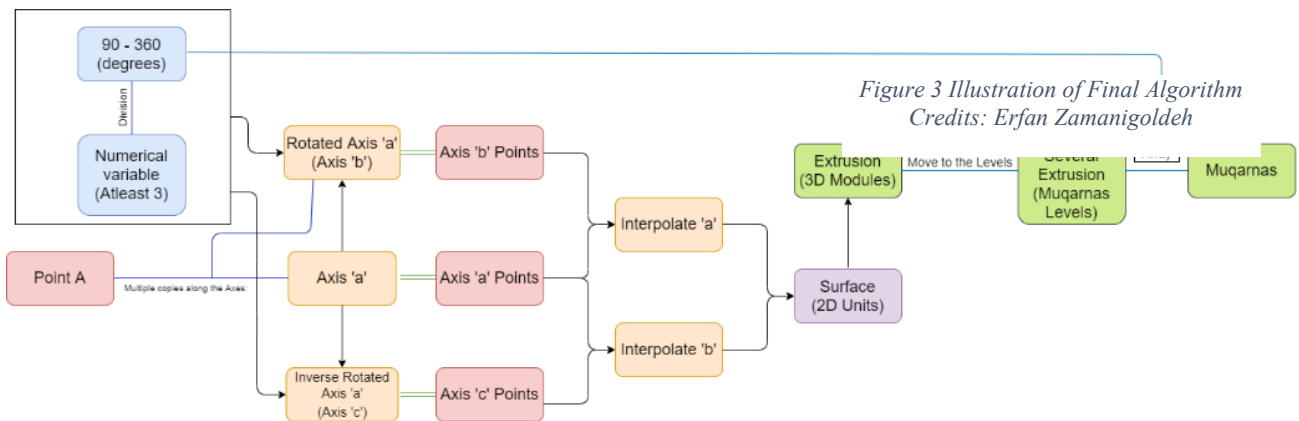 90 - 360
(degrees)
Division
Numerical
variable
(Atleast 3)
Figure 3 Illustration of Final Algorithm
Credits: Erfan Zamanigoldeh
Rotated Axis 'a'
(Axis 'b')
Axis 'b' Points
Extrusion
(3D Modules)
Move to the Levels
Several
Extrusion
(Muqarnas
Levels)
Muqarnas
Interpolate 'a'
Point A
Multiple copies along the Axes:
Axis 'a'
Axis 'a' Points
Surface
(2D Units)
Interpolate 'b'
Inverse Rotated
Axis 'a'
(Axis 'c')
Axis 'c' Points